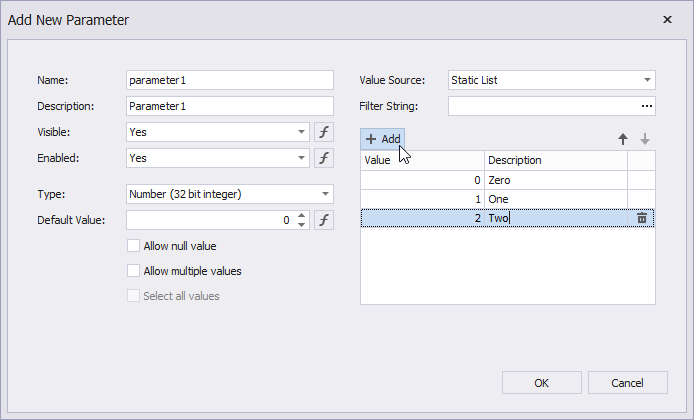 Add New Parameter
Name: parameter1
Description: Parameter1
Visible: Yes
Enabled: Yes
Type: Number (32 bit integer)
Default Value: 0
Allow null value
Allow multiple values
Select all values
Value Source: Static List
Filter String: ...
+ Add
Value Description
0 Zero
1 One
2 Two
OK Cancel